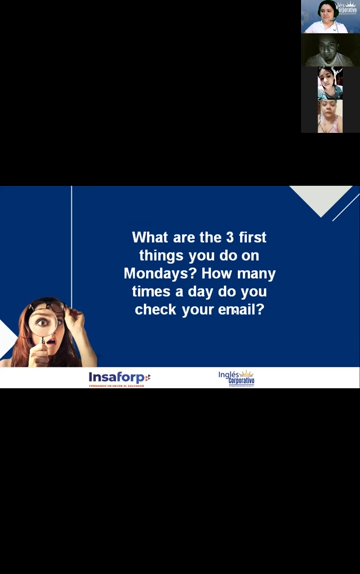 What are the 3 first
things you do on
Mondays? How many
times a day do you
check your email?
Insaforp
Inglés
Corporativo